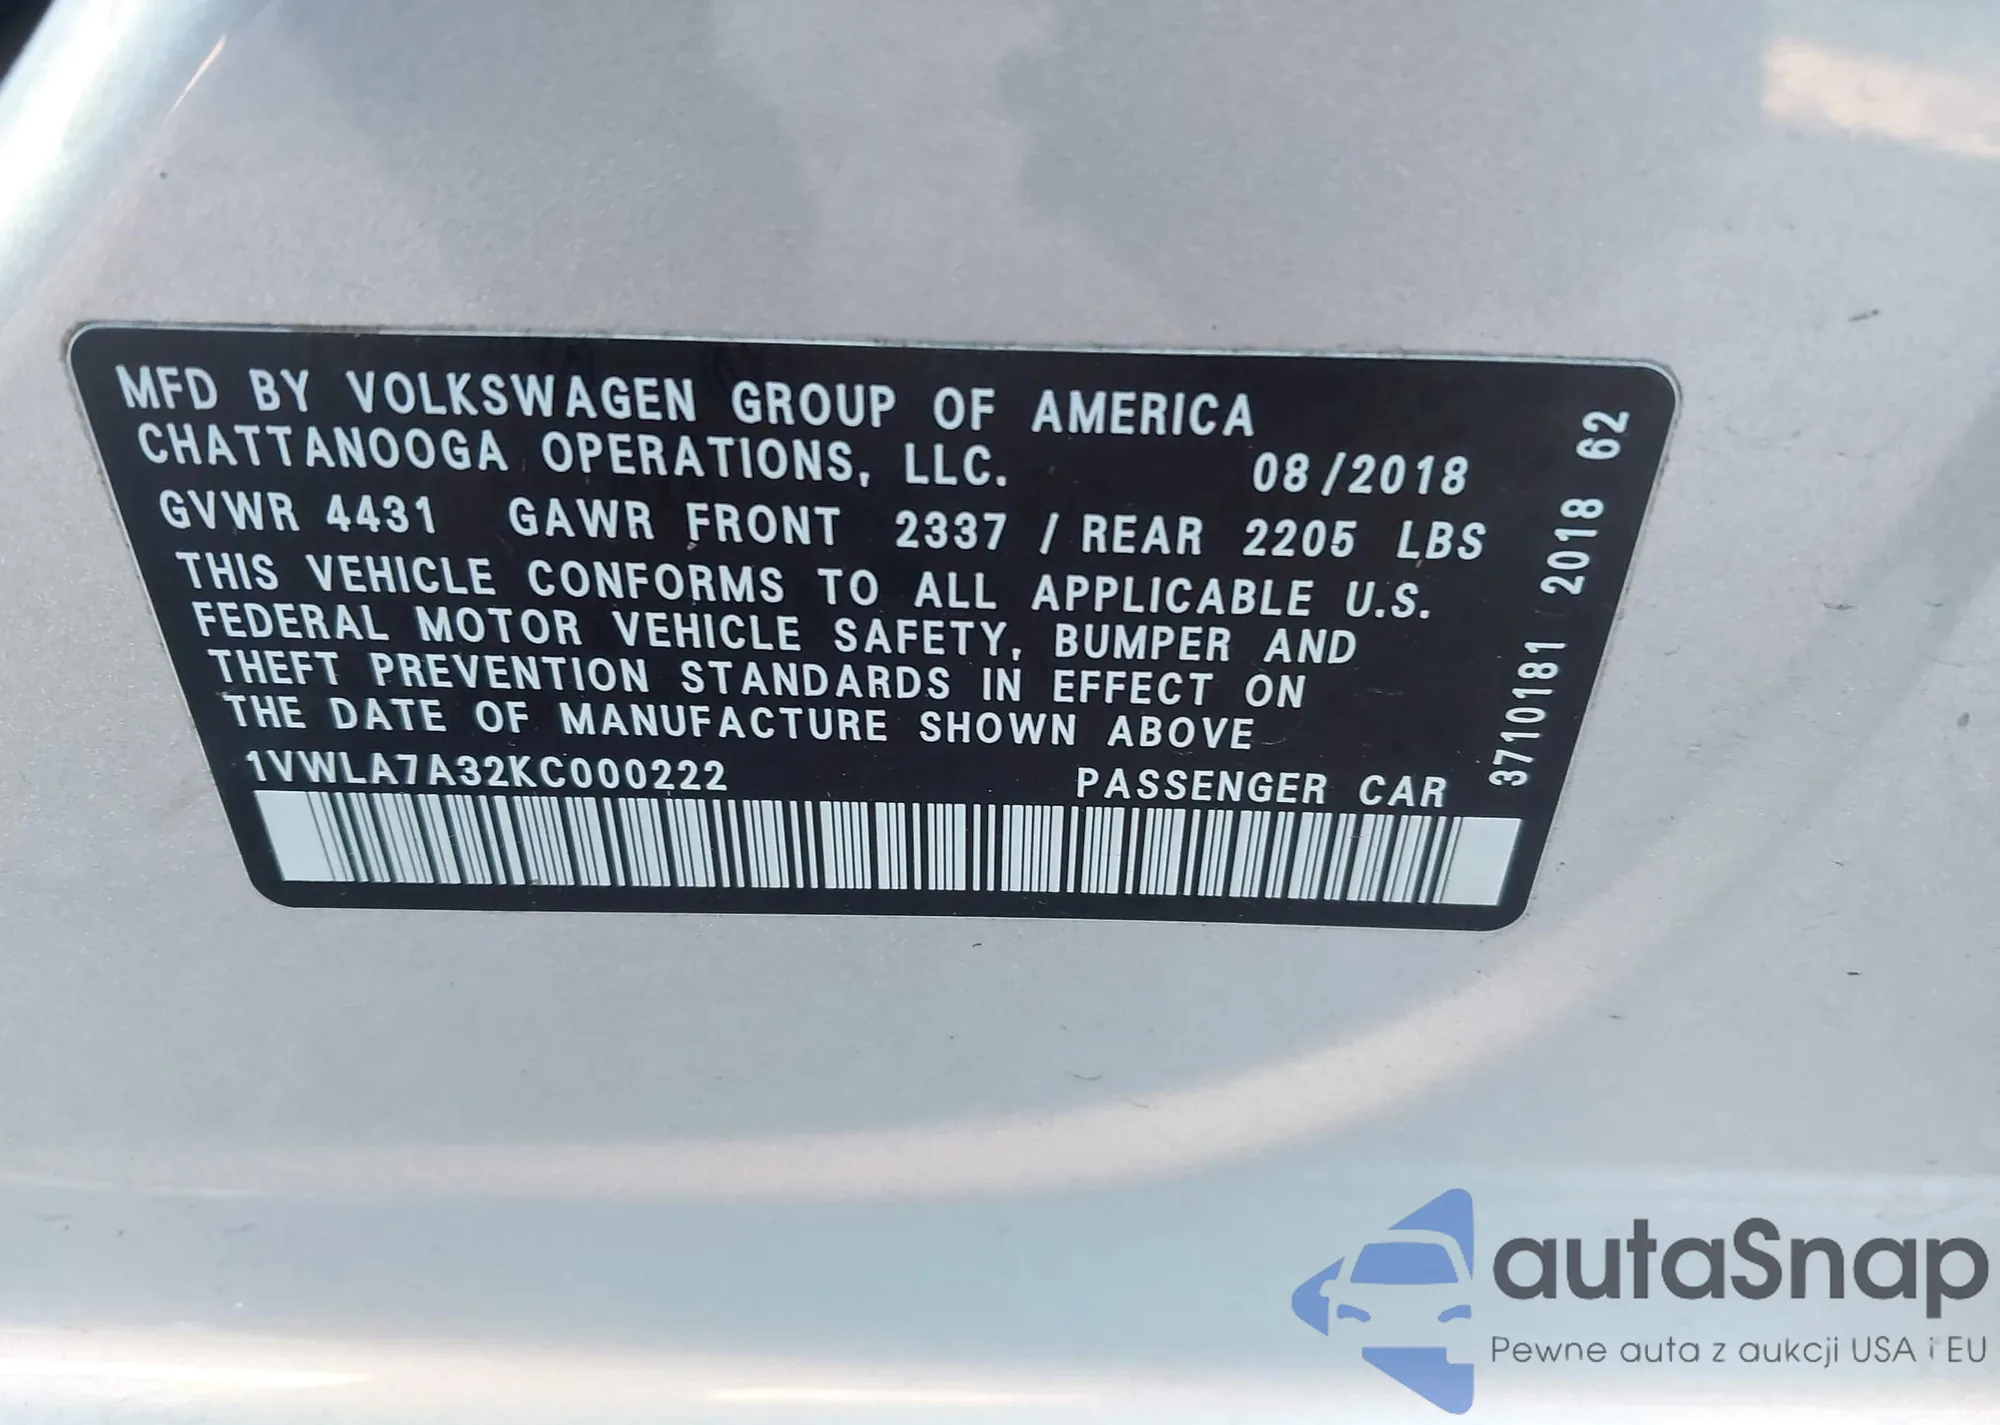 MFD BY VOLKSWAGEN GROUP OF AMERICA
CHATTANOOGA OPERATIONS, LLC. 08/2018
GVWR 4431 GAWR FRONT 2337 / REAR 2205 LBS
THIS VEHICLE CONFORMS TO ALL APPLICABLE U.S.
FEDERAL MOTOR VEHICLE SAFETY, BUMPER AND
THEFT PREVENTION STANDARDS IN EFFECT ON
THE DATE OF MANUFACTURE SHOWN ABOVE
1VWLA7A32KC000222 PASSENGER CAR
3710181 2018 62
autaSnap
Pewne auta z aukcji USA i EU